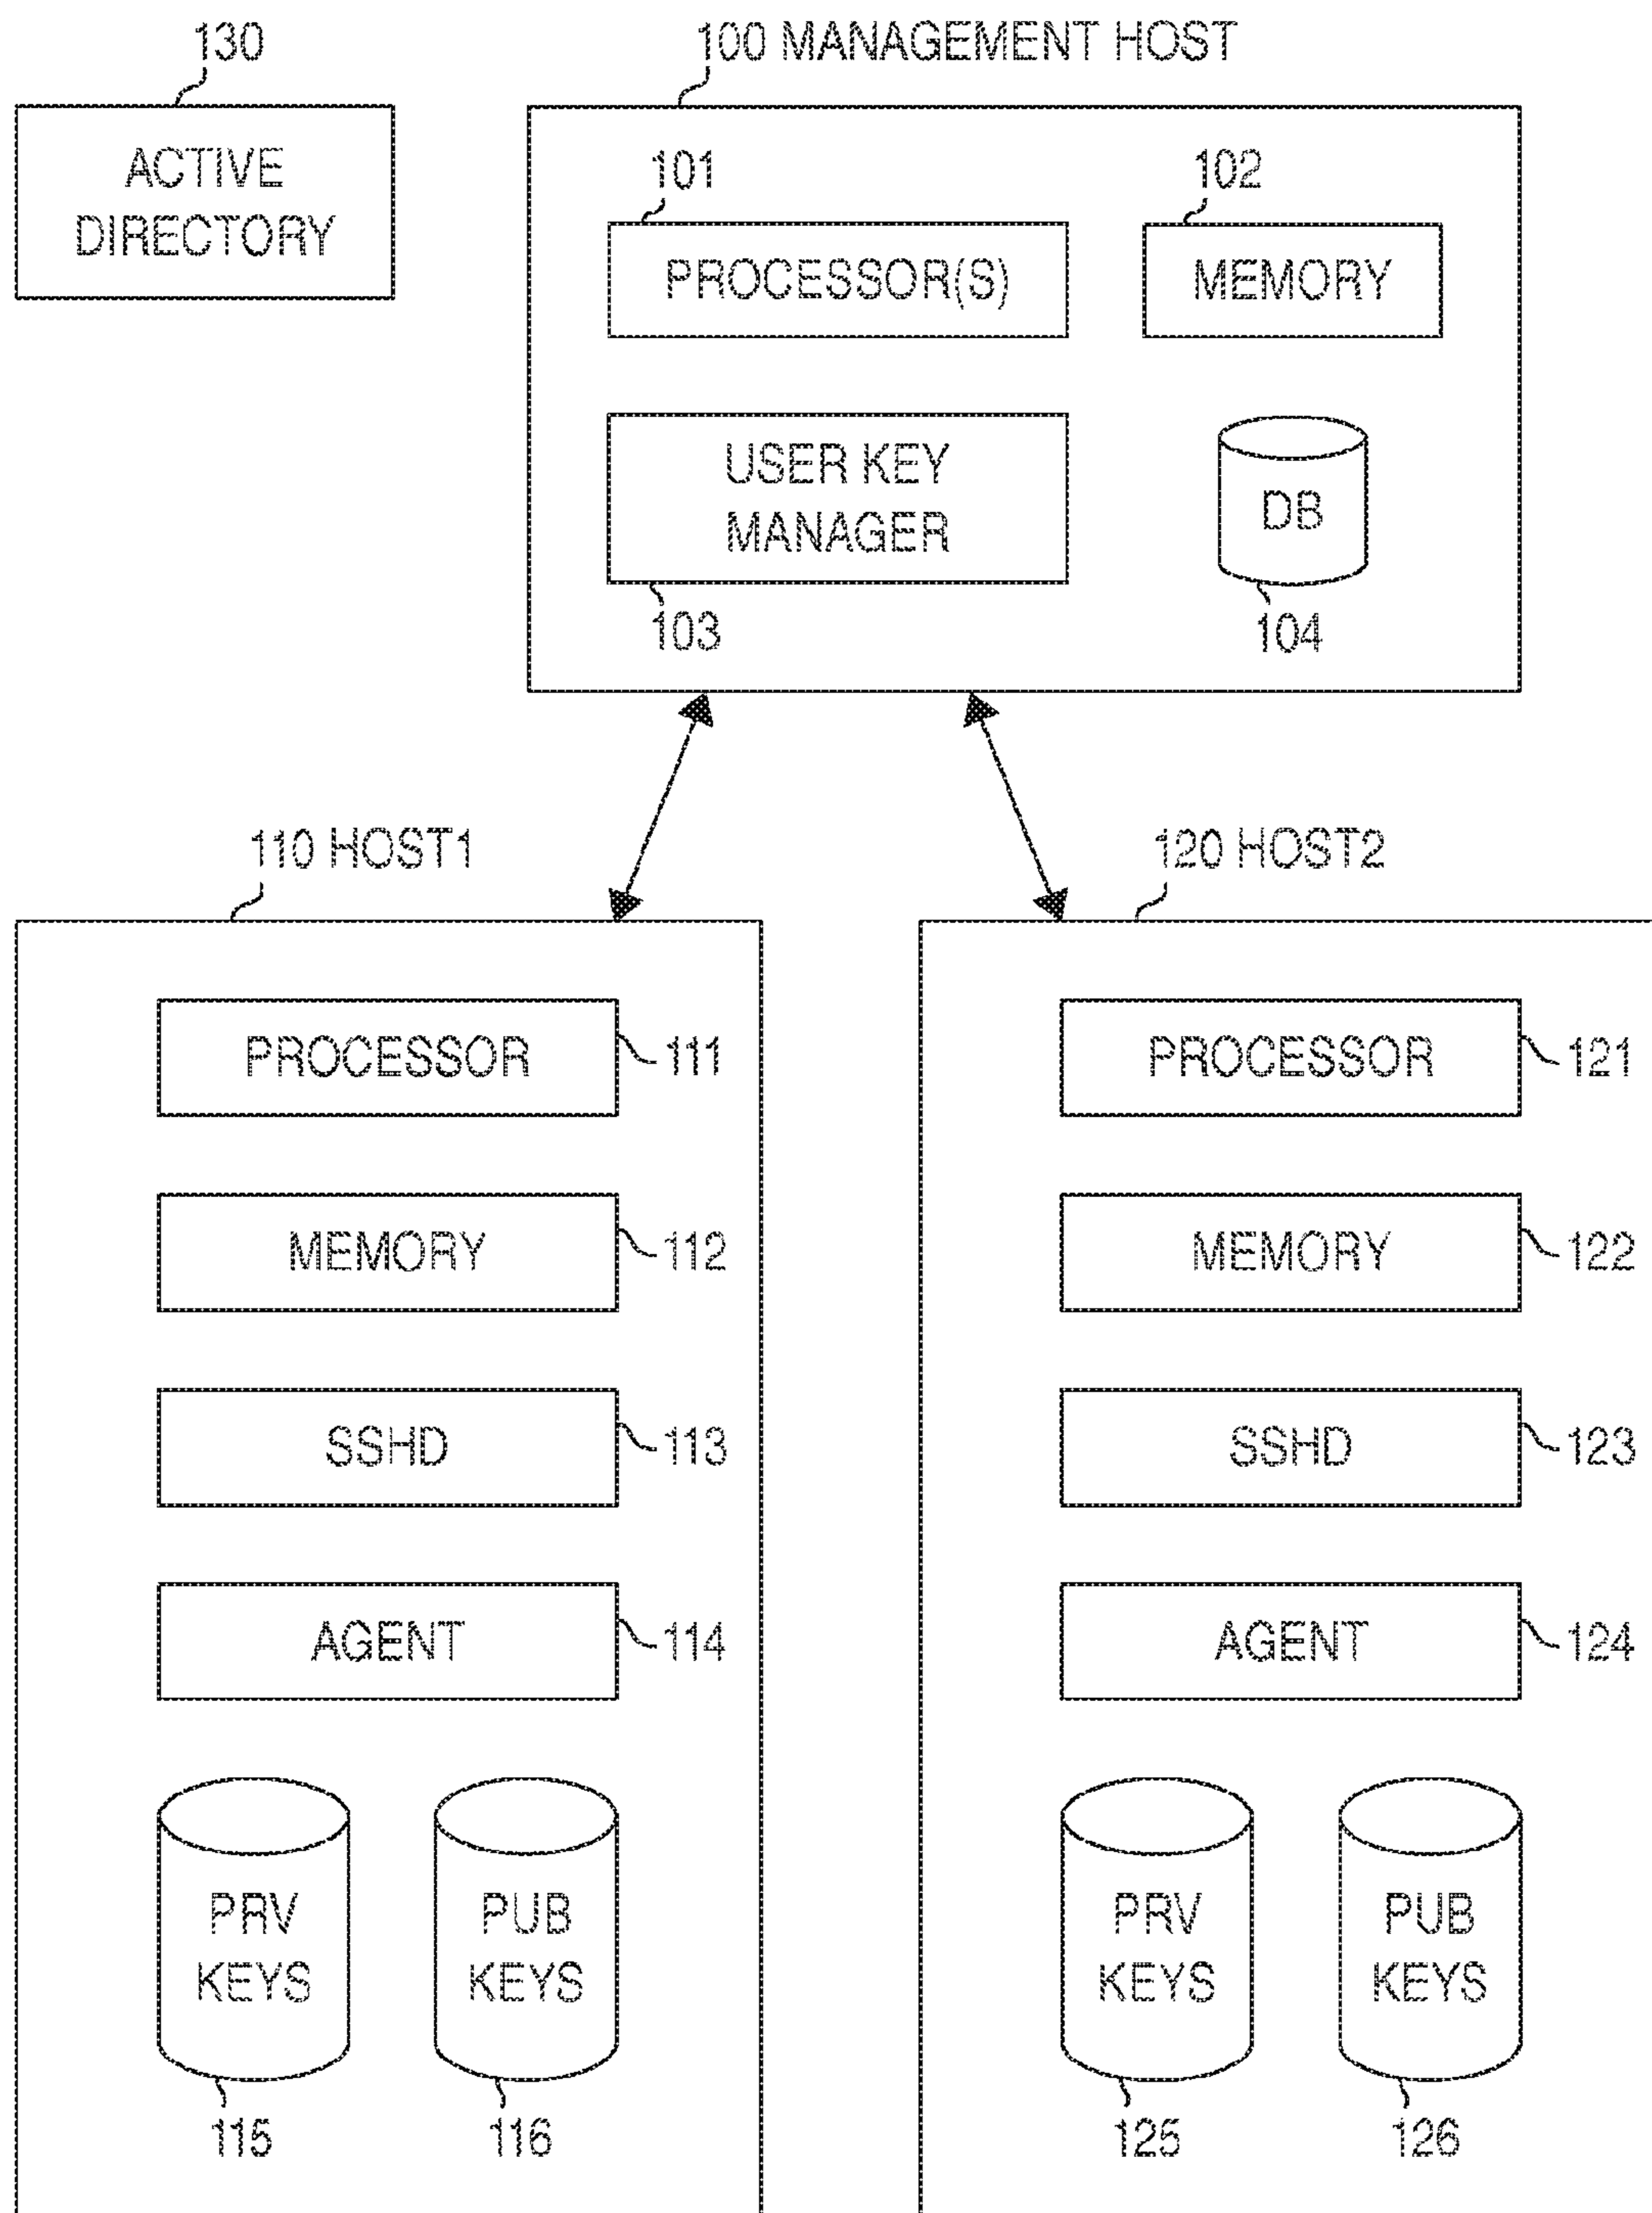 130
100 MANAGEMENT HOST
ACTIVE
DIRECTORY
101
102
PROCESSOR(S)
MEMORY
USER KEY
MANAGER
DB
103
104
110 HOST1
120 HOST2
PROCESSOR
111
MEMORY
112
SSHD
113
AGENT
114
PRV
KEYS
PUB
KEYS
115
116
PROCESSOR
121
MEMORY
122
SSHD
123
AGENT
124
PRV
KEYS
PUB
KEYS
125
126